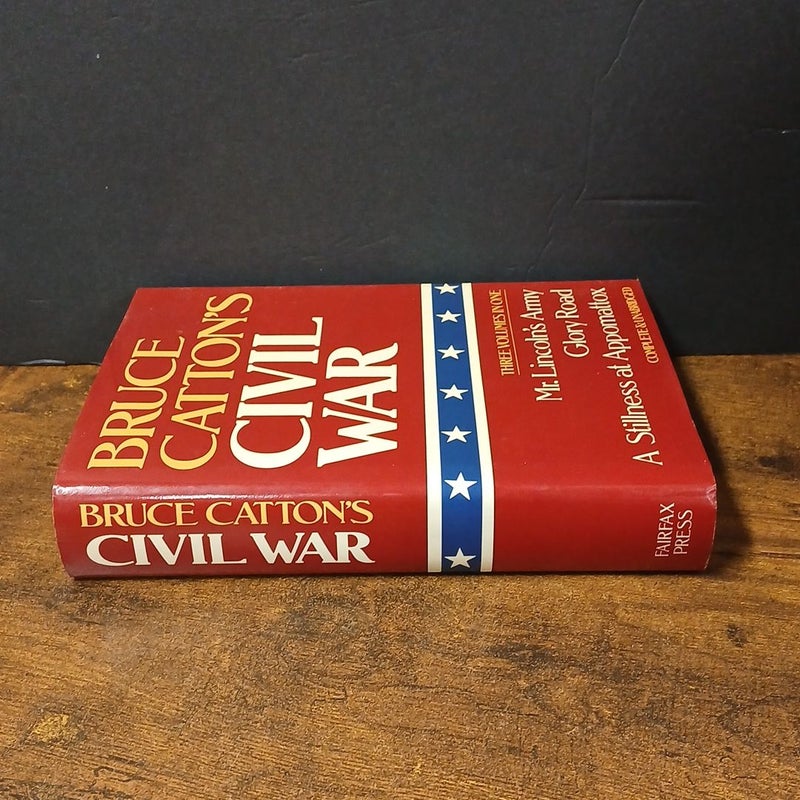 BRUCE
CATTON'S
CIVIL
WAR
THREE VOLUMES IN ONE
Mr. Lincoln's Army
Glory Road
A Stillness at Appomattox
COMPLETE & UNABRIDGED
BRUCE CATTON'S
CIVIL WAR
FAIRFAX
PRESS